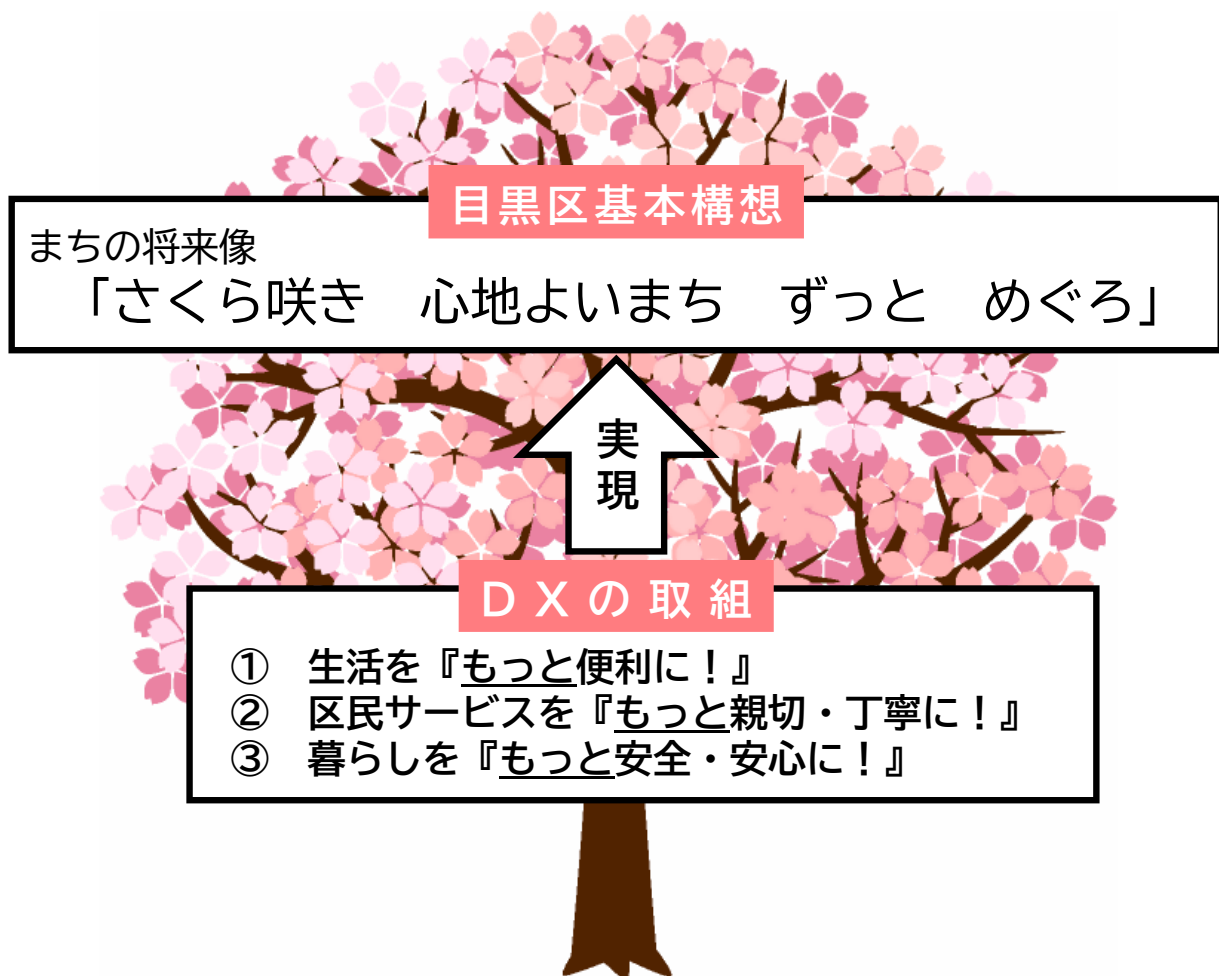 目黒区基本構想
まちの将来像
「さくら咲き　心地よいまち　ずっと　めぐろ」
実現
ＤＸの取組
①　生活を『もっと便利に！』
②　区民サービスを『もっと親切・丁寧に！』
③　暮らしを『もっと安全・安心に！』